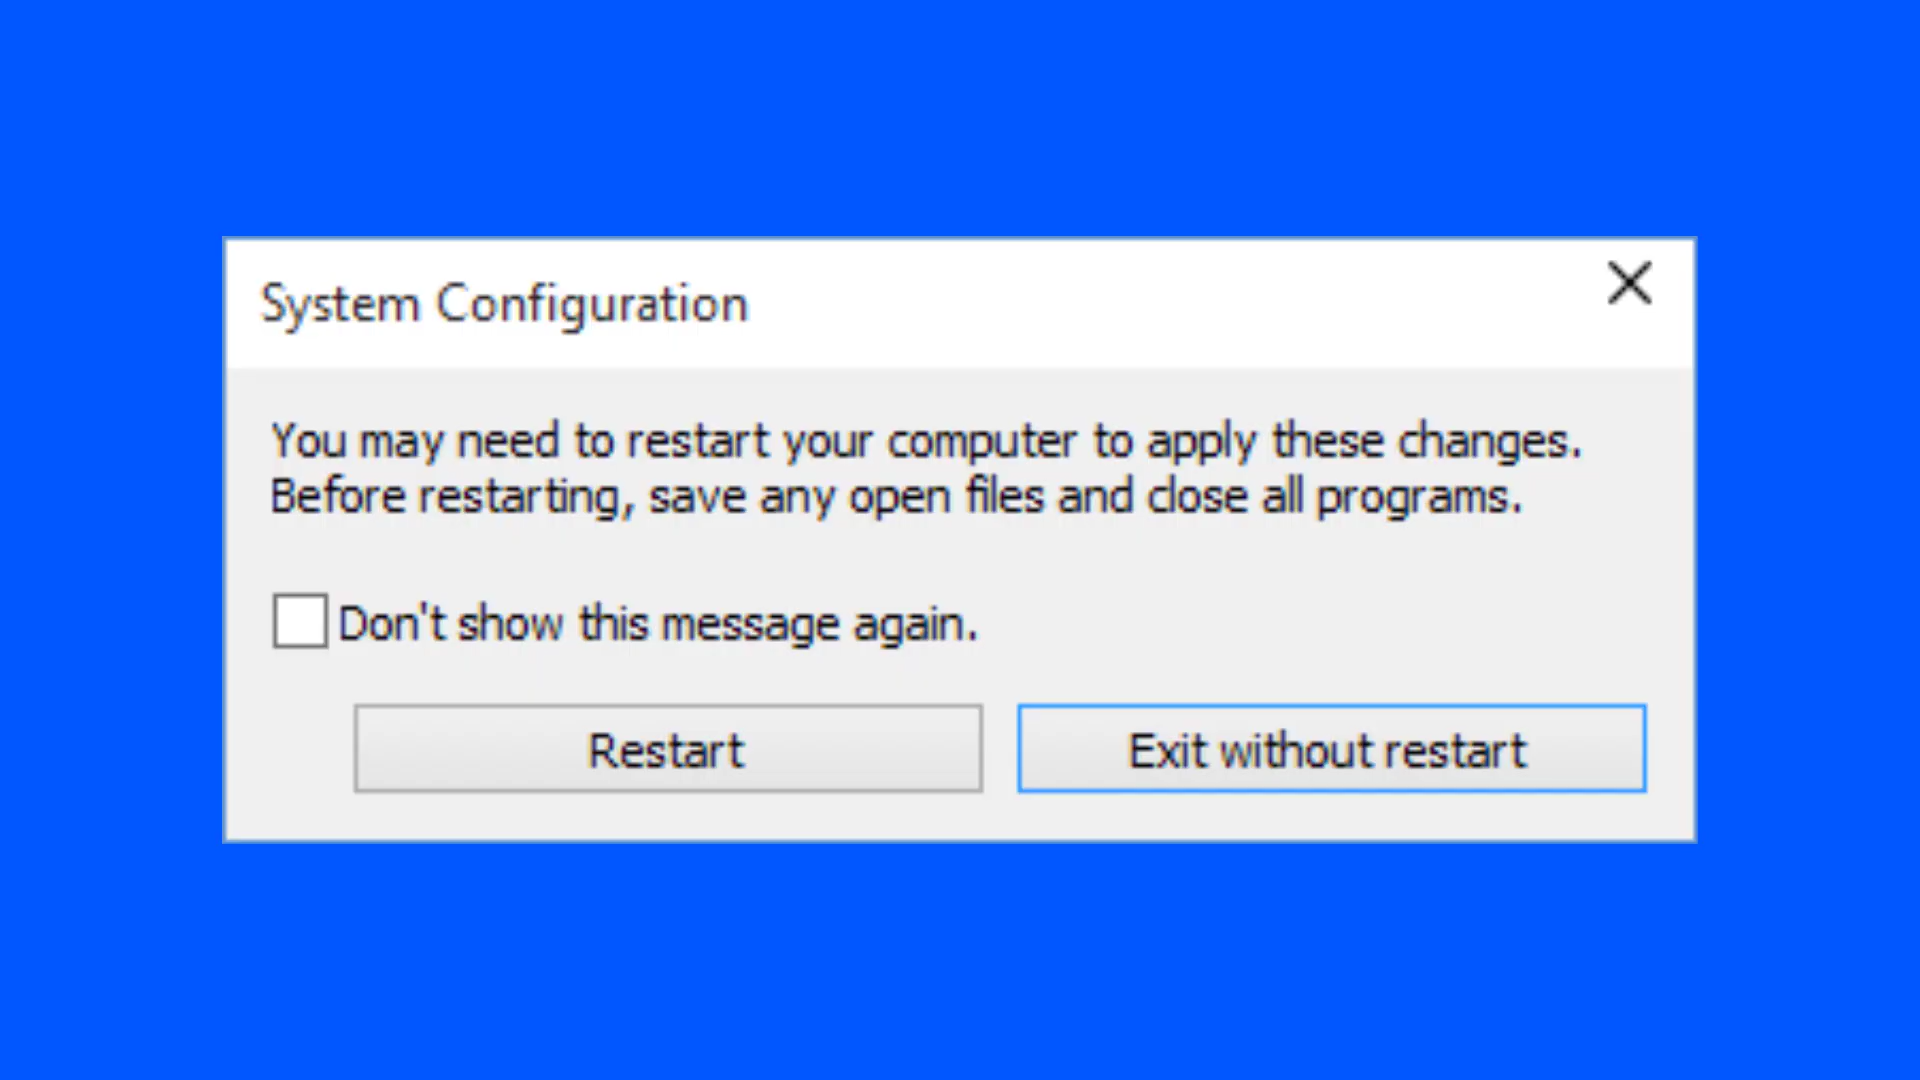 System Configuration
You may need to restart your computer to apply these changes.
Before restarting, save any open files and close all programs.
Don't show this message again.
Restart
Exit without restart